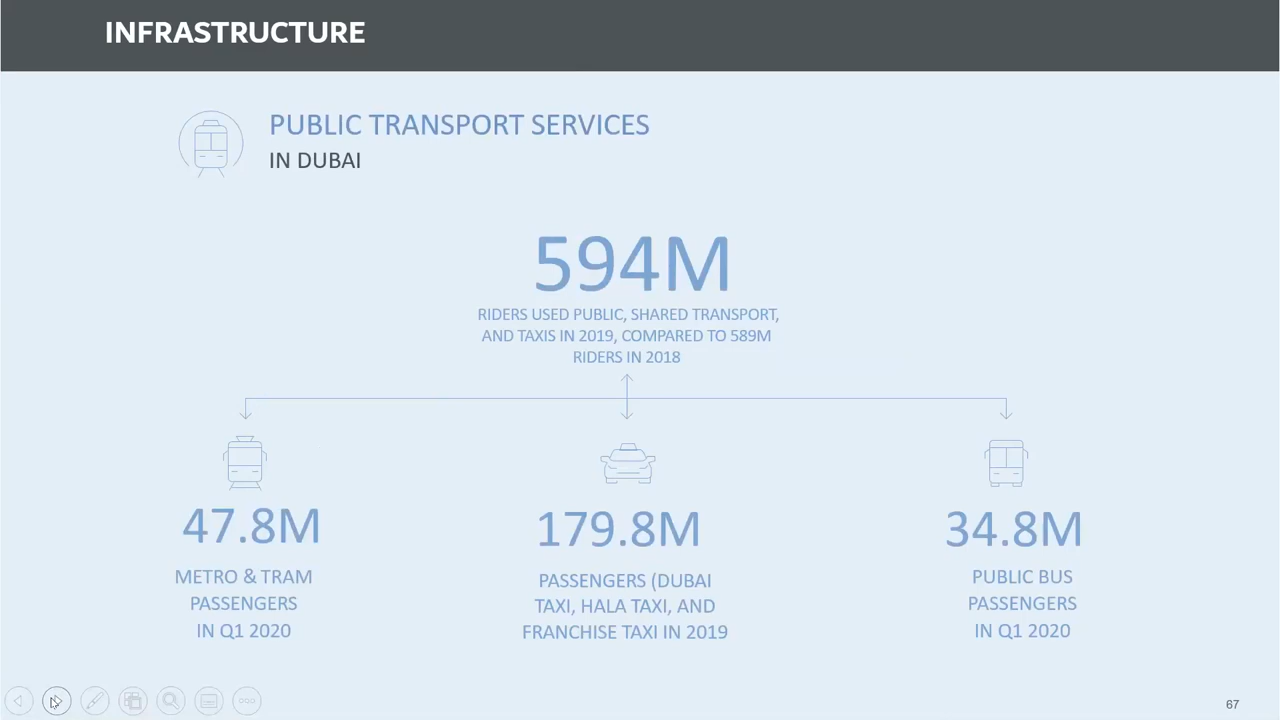 INFRASTRUCTURE
PUBLIC TRANSPORT SERVICES
IN DUBAI
594M
RIDERS USED PUBLIC, SHARED TRANSPORT,
AND TAXIS IN 2019, COMPARED TO 589M
RIDERS IN 2018
47.8M
METRO & TRAM
PASSENGERS
IN Q1 2020
179.8M
PASSENGERS (DUBAI
TAXI, HALA TAXI, AND
FRANCHISE TAXI IN 2019
34.8M
PUBLIC BUS
PASSENGERS
IN Q1 2020
67